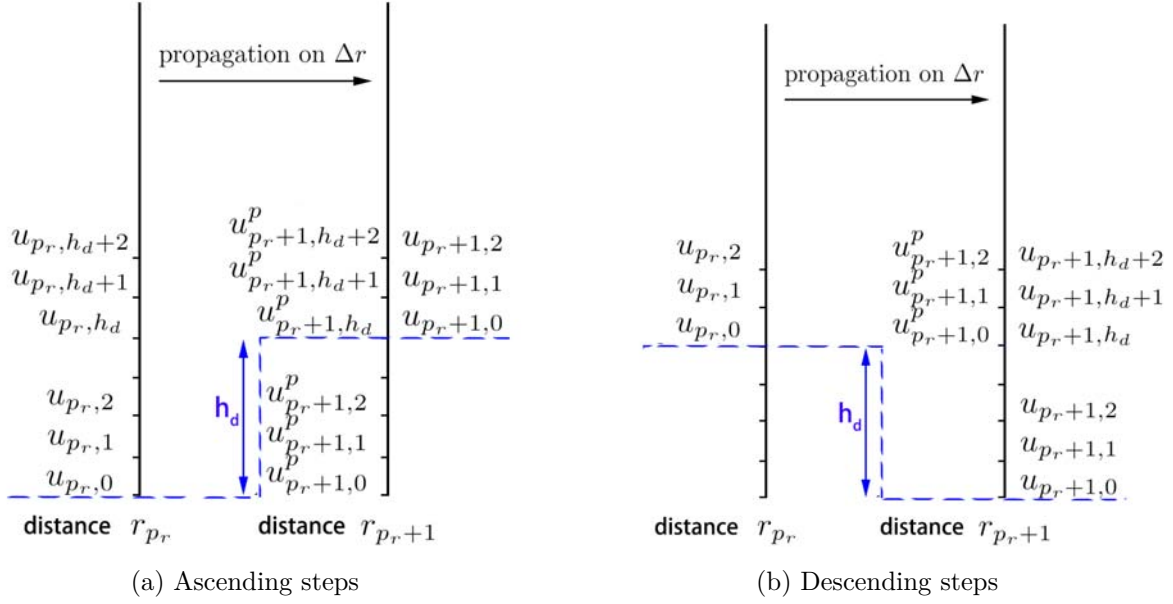 propagation on $\Delta r$
$u_{p_r,h_d+2}$
$u_{p_r,h_d+1}$
$u_{p_r,h_d}$
$u_{p_r,2}$
$u_{p_r,1}$
$u_{p_r,0}$
$u^p_{p_r+1,h_d+2}$
$u^p_{p_r+1,h_d+1}$
$u^p_{p_r+1,h_d}$
$h_d$
$u^p_{p_r+1,2}$
$u^p_{p_r+1,1}$
$u^p_{p_r+1,0}$
$u_{p_r+1,2}$
$u_{p_r+1,1}$
$u_{p_r+1,0}$
distance $r_{p_r}$
distance $r_{p_r+1}$
(a) Ascending steps
propagation on $\Delta r$
$u_{p_r,2}$
$u_{p_r,1}$
$u_{p_r,0}$
$u^p_{p_r+1,2}$
$u^p_{p_r+1,1}$
$u^p_{p_r+1,0}$
$h_d$
$u_{p_r+1,h_d+2}$
$u_{p_r+1,h_d+1}$
$u_{p_r+1,h_d}$
$u_{p_r+1,2}$
$u_{p_r+1,1}$
$u_{p_r+1,0}$
distance $r_{p_r}$
distance $r_{p_r+1}$
(b) Descending steps